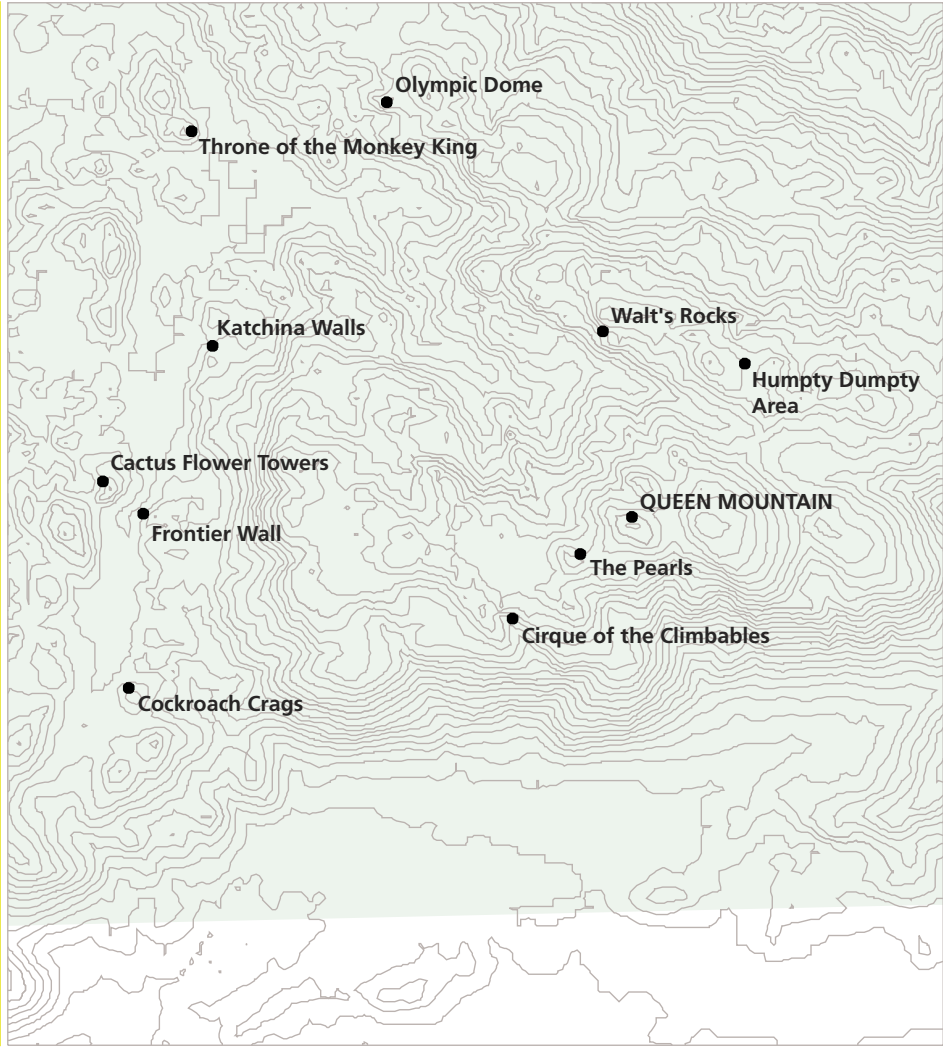 Olympic Dome
Throne of the Monkey King
Walt's Rocks
Katchina Walls
Humpty Dumpty
Area
Cactus Flower Towers
QUEEN MOUNTAIN
Frontier Wall
The Pearls
Cirque of the Climbables
Cockroach Crags